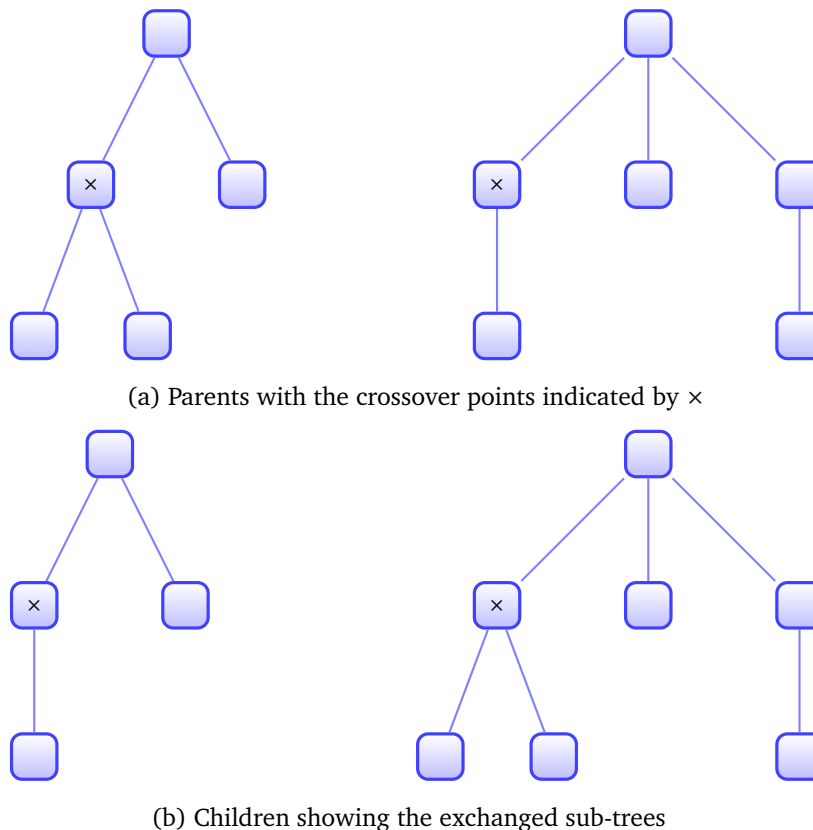 × ×
(a) Parents with the crossover points indicated by ×
× ×
(b) Children showing the exchanged sub-trees